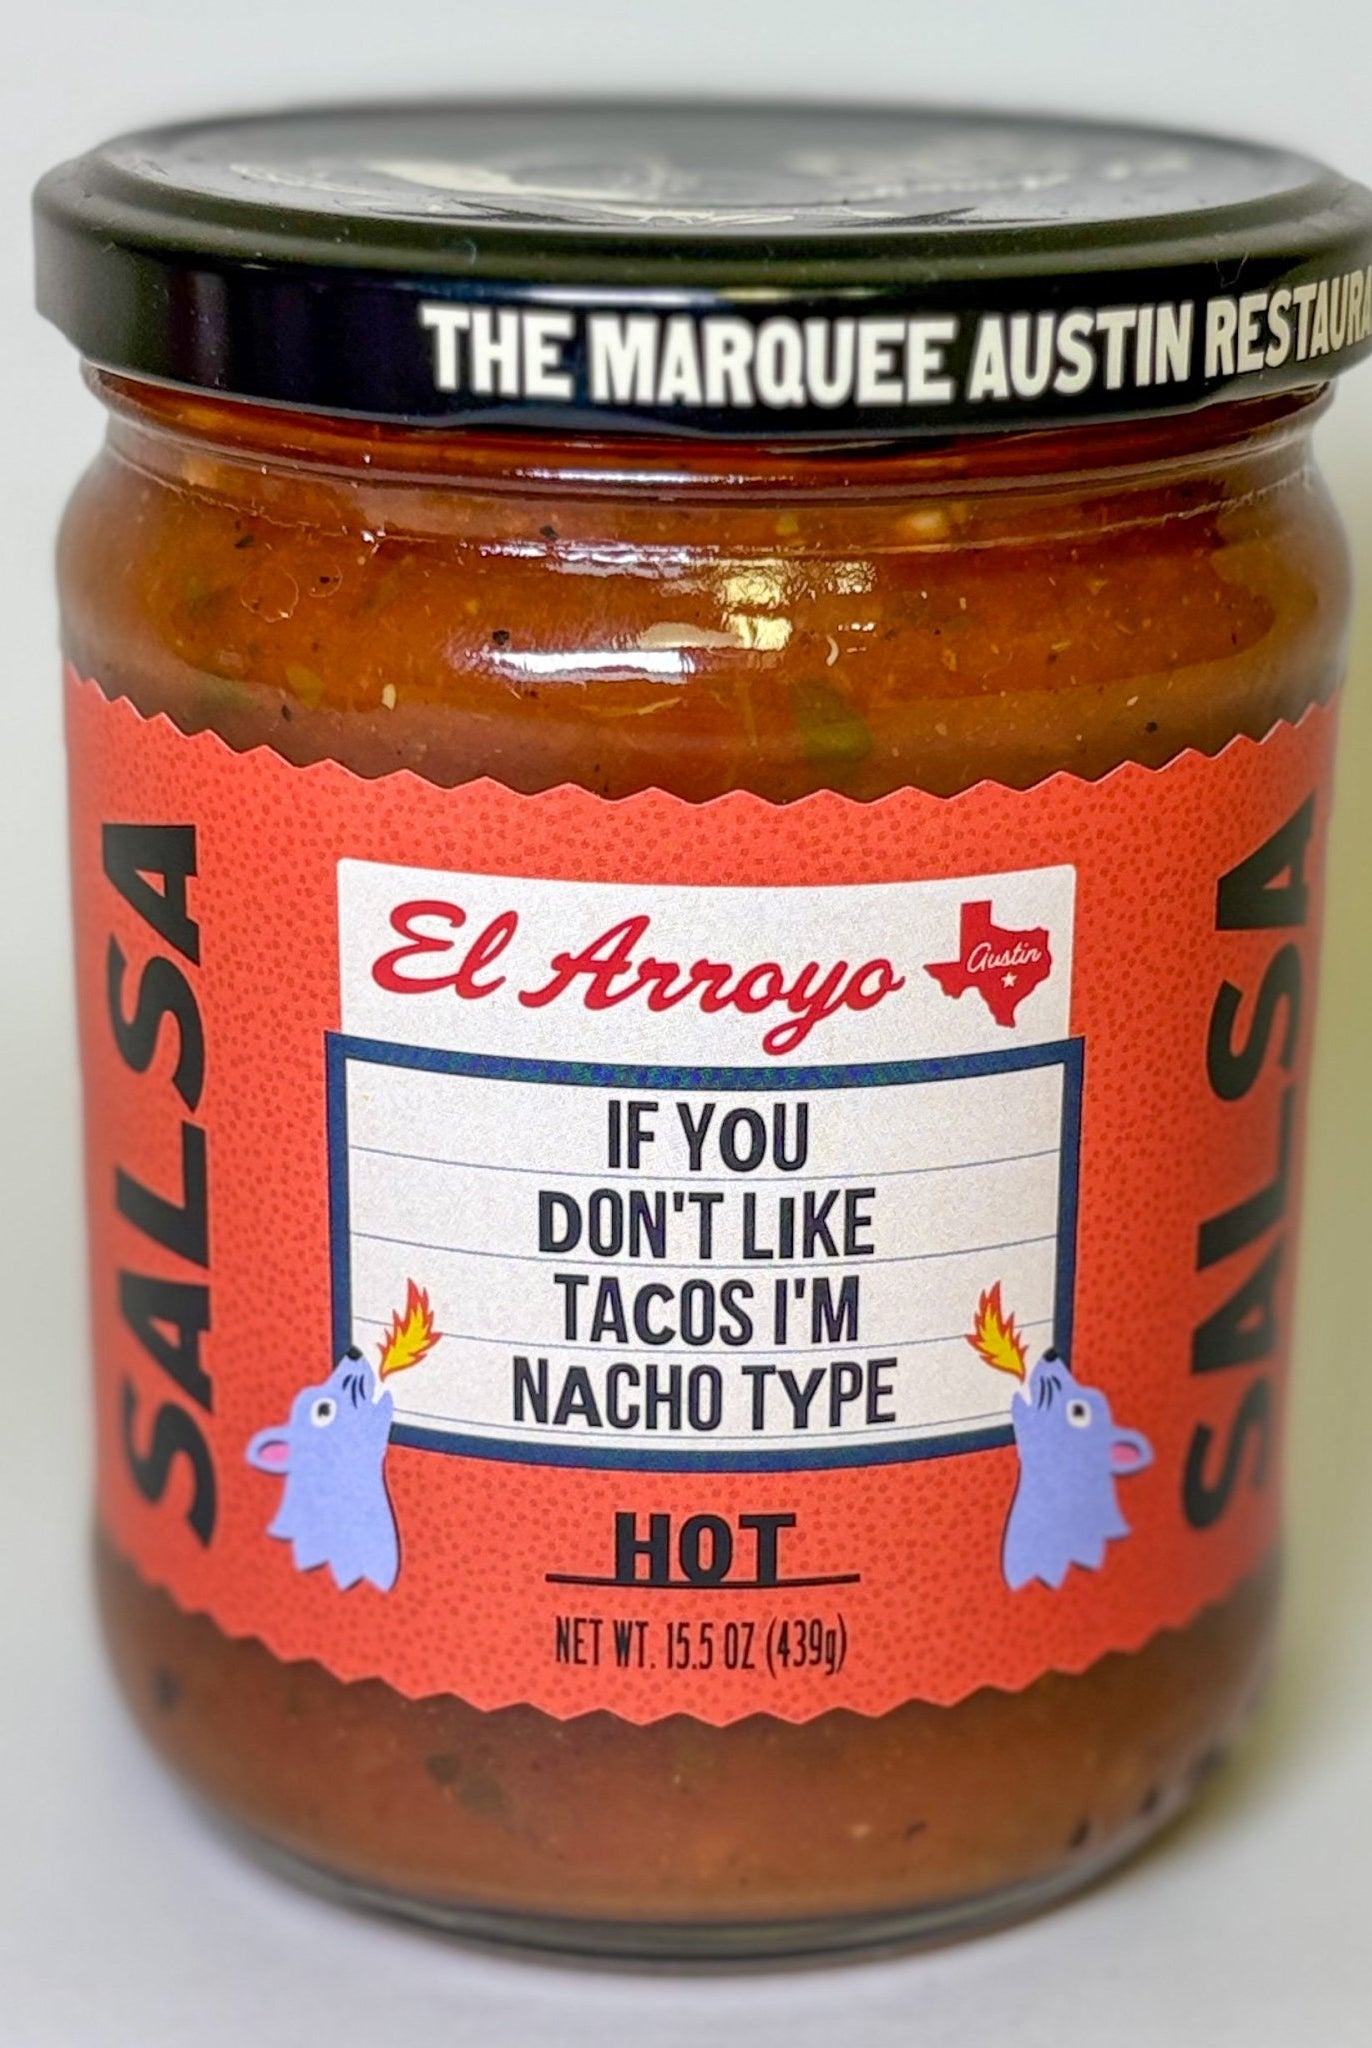 THE MARQUEE AUSTIN
El Arroyo
Austin
IF YOU
DON'T LIKE
TACOS I'M
NACHO TYPE
SALSA
SALSA
HOT
NET WT. 15.5 OZ (439g)